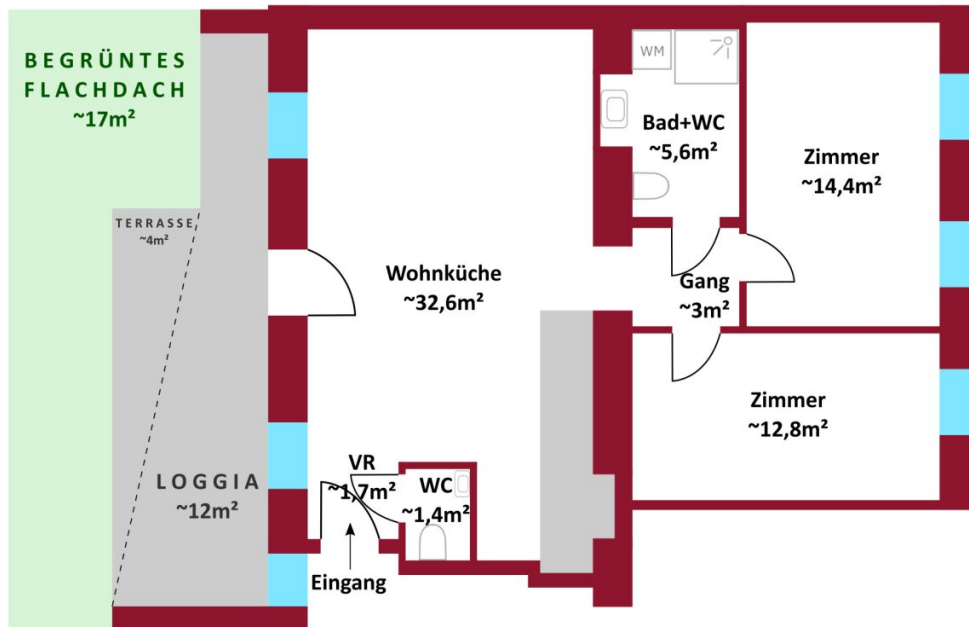 BEGRÜNTES
FLACHDACH
~17m²
TERRASSE
~4m²
LOGGIA
~12m²
Wohnküche
~32,6m²
VR
~1,7m²
WC
~1,4m²
Eingang
WM
Bad+WC
~5,6m²
Gang
~3m²
Zimmer
~14,4m²
Zimmer
~12,8m²